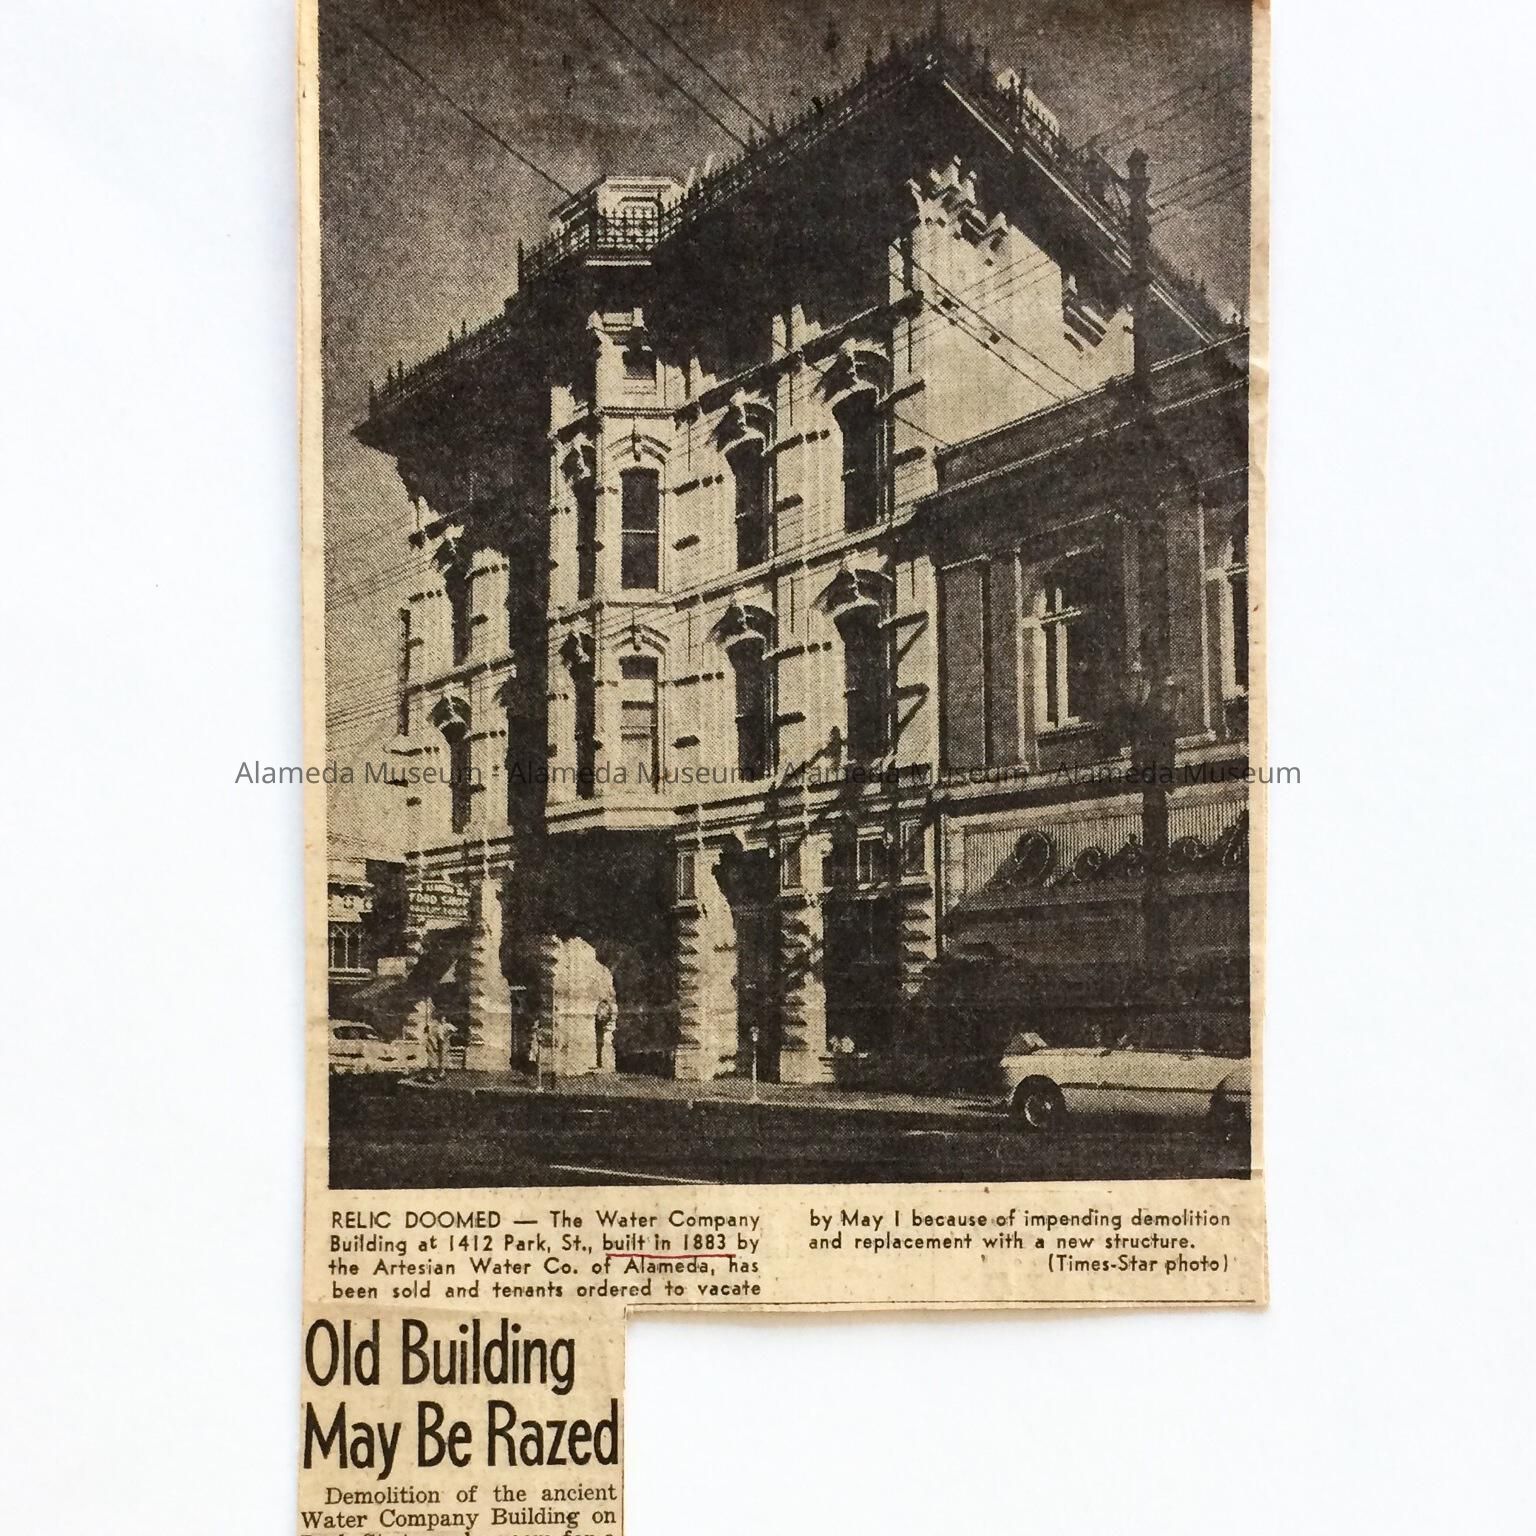 FOOD SHOP
Alameda Museum - Alameda Museum - Alameda Museum - Alameda Museum
RELIC DOOMED — The Water Company
Building at 1412 Park, St., built in 1883 by
the Artesian Water Co. of Alameda, has
been sold and tenants ordered to vacate
by May 1 because of impending demolition
and replacement with a new structure.
(Times-Star photo)
Old Building
May Be Razed
Demolition of the ancient
Water Company Building on